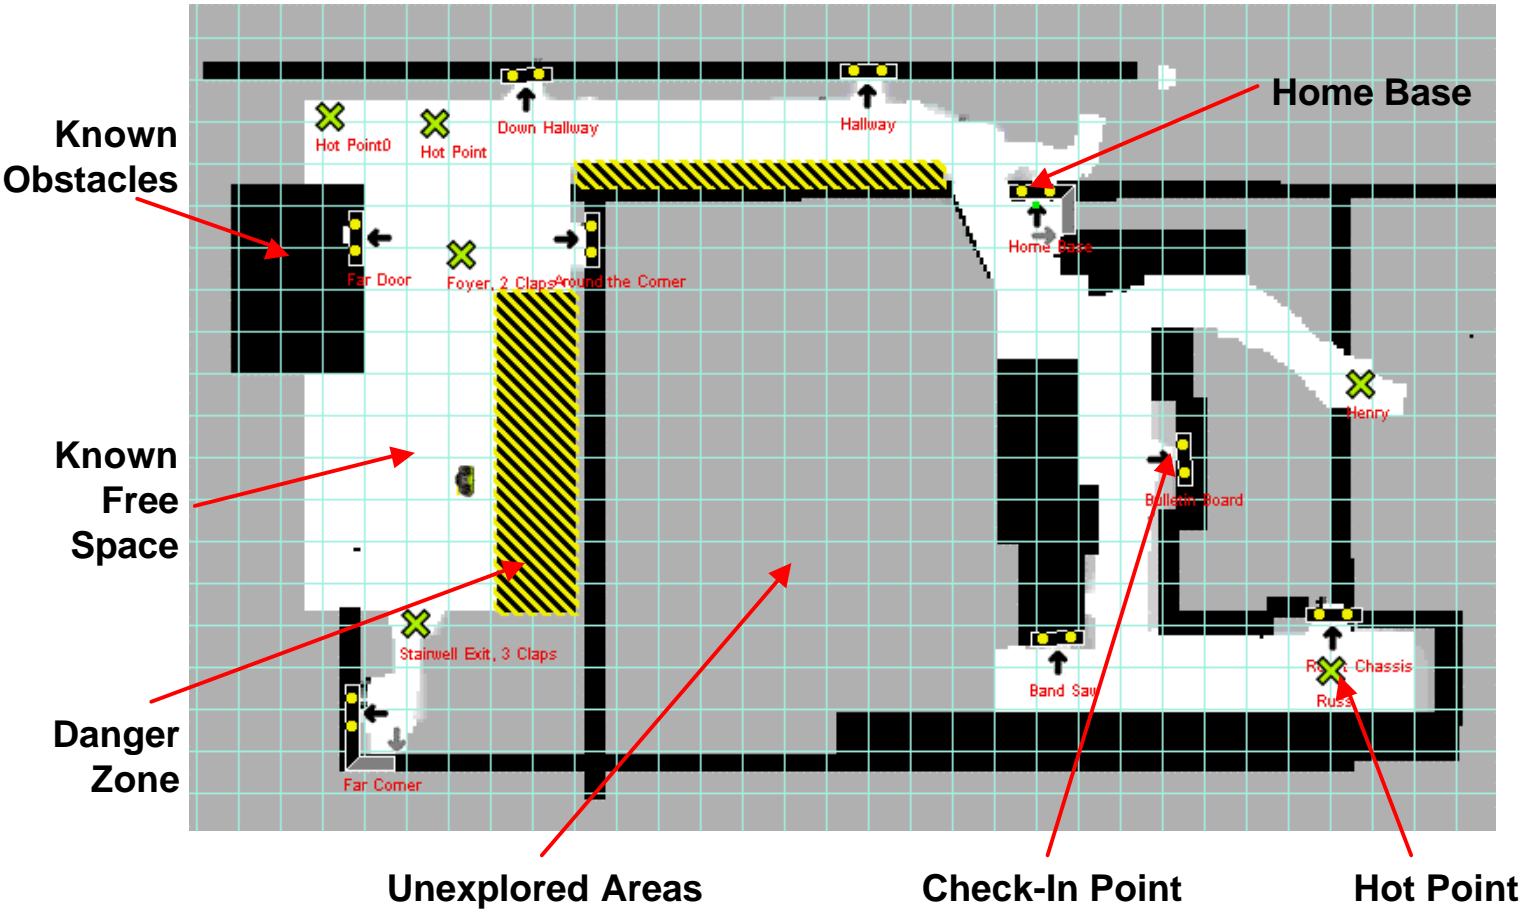 Home Base
Known
Obstacles
Hot Point0
Hot Point
Down Hallway
Hallway
Home Base
Far Door
Foyer, 2 Claps
Around the Corner
Henry
Known
Free
Space
Bulletin Board
Stairwell Exit, 3 Claps
Chassis
Band Saw
Russ
Danger
Zone
Far Corner
Unexplored Areas
Check-In Point
Hot Point